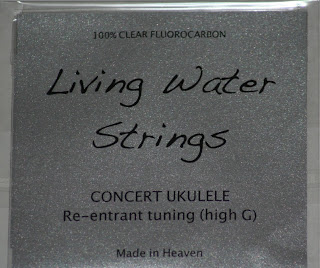 100% CLEAR FLUOROCARBON
Living Water
Strings
CONCERT UKULELE
Re-entrant tuning (high G)
Made in Heaven